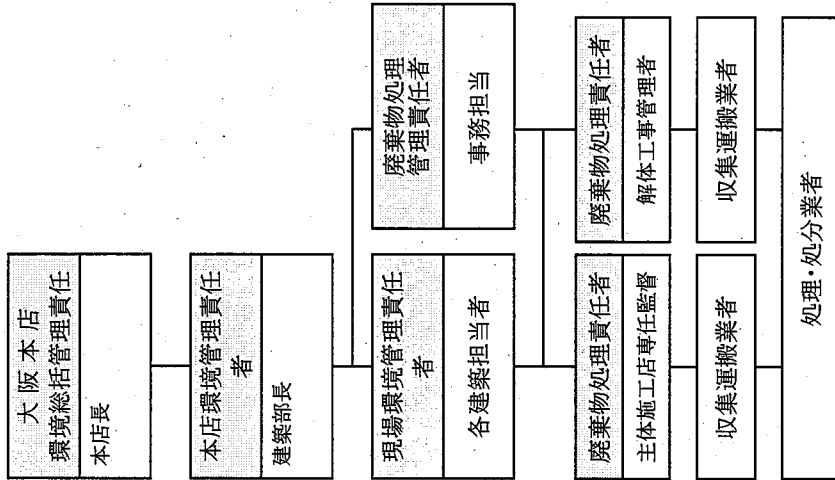 大阪本店
環境総括管理責任
本店長
本店環境管理責任
者
建築部長
現場環境管理責任
者
各建築担当者
廃棄物処理
管理責任者
事務担当
廃棄物処理責任者
主体施工店専任監督
廃棄物処理責任者
解体工事管理者
収集運搬業者
収集運搬業者
処理・処分業者